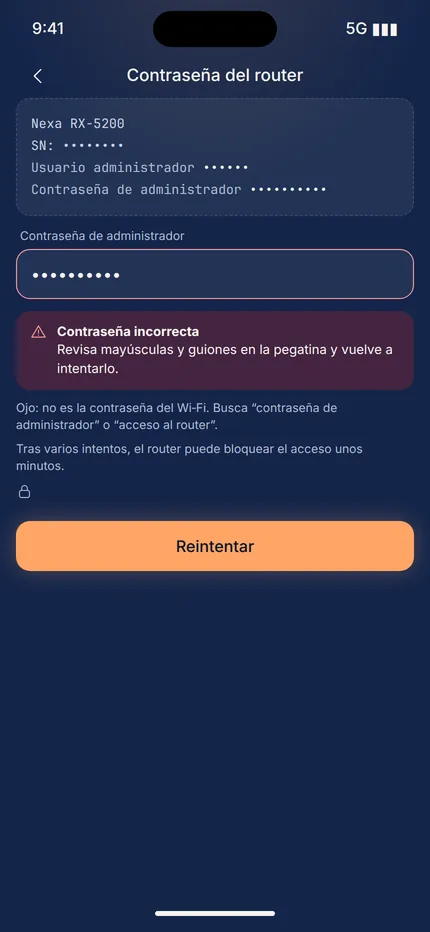 9:41
5G
Contraseña del router
Nexa RX-5200
SN: ••••••••
Usuario administrador ••••••
Contraseña de administrador ••••••••••
Contraseña de administrador
••••••••••
Contraseña incorrecta
Revisa mayúsculas y guiones en la pegatina y vuelve a
intentarlo.
Ojo: no es la contraseña del Wi-Fi. Busca “contraseña de
administrador” o “acceso al router”.
Tras varios intentos, el router puede bloquear el acceso unos
minutos.
Reintentar